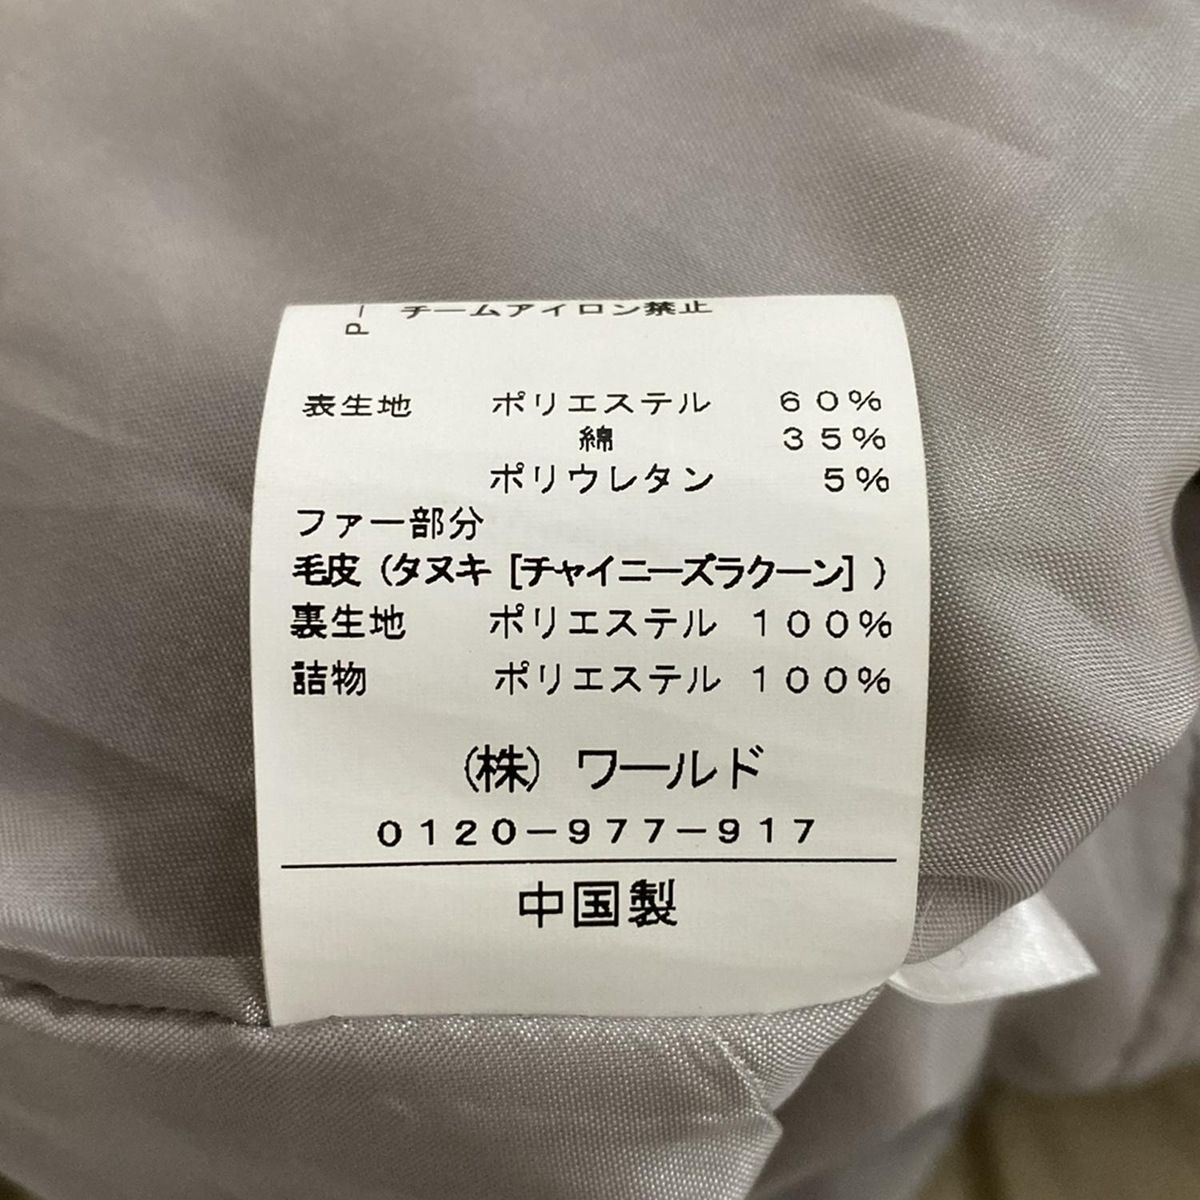 P－
チームアイロン禁止
表生地 ポリエステル 60%
綿 35%
ポリウレタン 5%
ファー部分
毛皮（タヌキ［チャイニーズラクーン］）
裏生地 ポリエステル 100%
詰物 ポリエステル 100%
（株）ワールド
0120-977-917
中国製